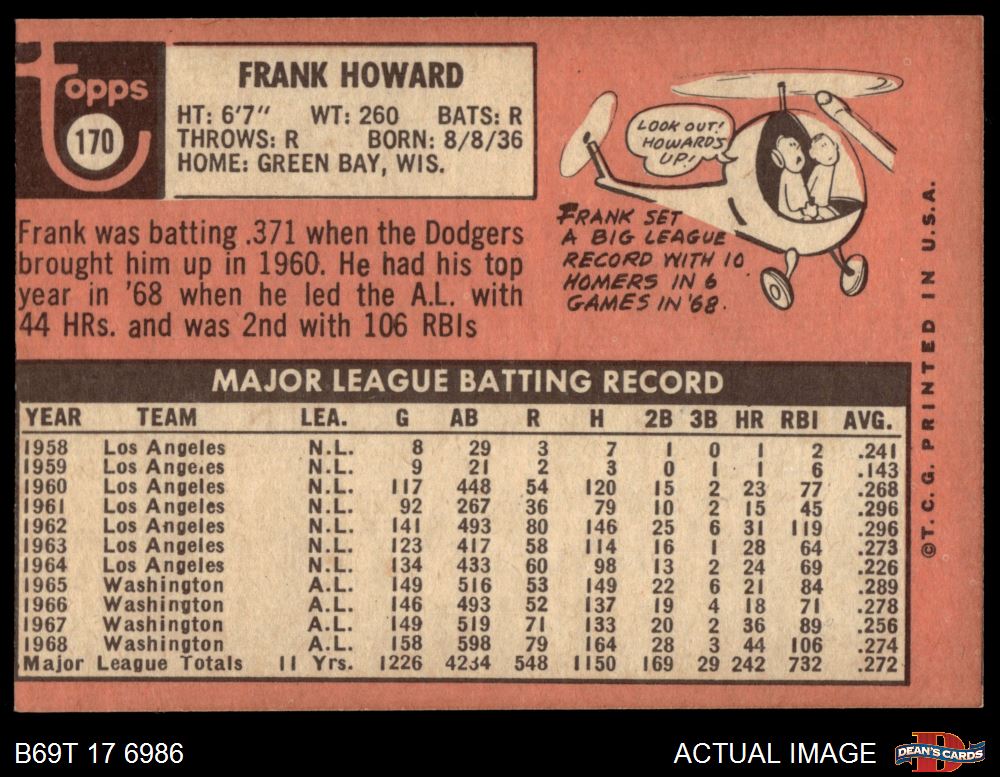 Topps
170
FRANK HOWARD
HT: 6'7" WT: 260 BATS: R
THROWS: R BORN: 8/8/36
HOME: GREEN BAY, WIS.
Frank was batting .371 when the Dodgers
brought him up in 1960. He had his top
year in '68 when he led the A.L. with
44 HRs. and was 2nd with 106 RBIs
LOOK OUT!
HOWARD'S
UP!
FRANK SET
A BIG LEAGUE
RECORD WITH 10
HOMERS IN 6
GAMES IN '68.
MAJOR LEAGUE BATTING RECORD
YEAR TEAM LEA. G AB R H 2B 3B HR RBI AVG.
1958 Los Angeles N.L. 8 29 3 7 1 0 1 2 .241
1959 Los Angeles N.L. 9 21 2 3 0 1 1 6 .143
1960 Los Angeles N.L. 117 448 54 120 15 2 23 77 .268
1961 Los Angeles N.L. 92 267 36 79 10 2 15 45 .296
1962 Los Angeles N.L. 141 493 80 146 25 6 31 119 .296
1963 Los Angeles N.L. 123 417 58 114 16 1 28 64 .273
1964 Los Angeles N.L. 134 433 60 98 13 2 24 69 .226
1965 Washington A.L. 149 516 53 149 22 6 21 84 .289
1966 Washington A.L. 146 493 52 137 19 4 18 71 .278
1967 Washington A.L. 149 519 71 133 20 2 36 89 .256
1968 Washington A.L. 158 598 79 164 28 3 44 106 .274
Major League Totals 11 Yrs. 1226 4234 548 1150 169 29 242 732 .272
©T. C. G. PRINTED IN U.S.A.
B69T 17 6986
ACTUAL IMAGE
DEAN'S CARDS